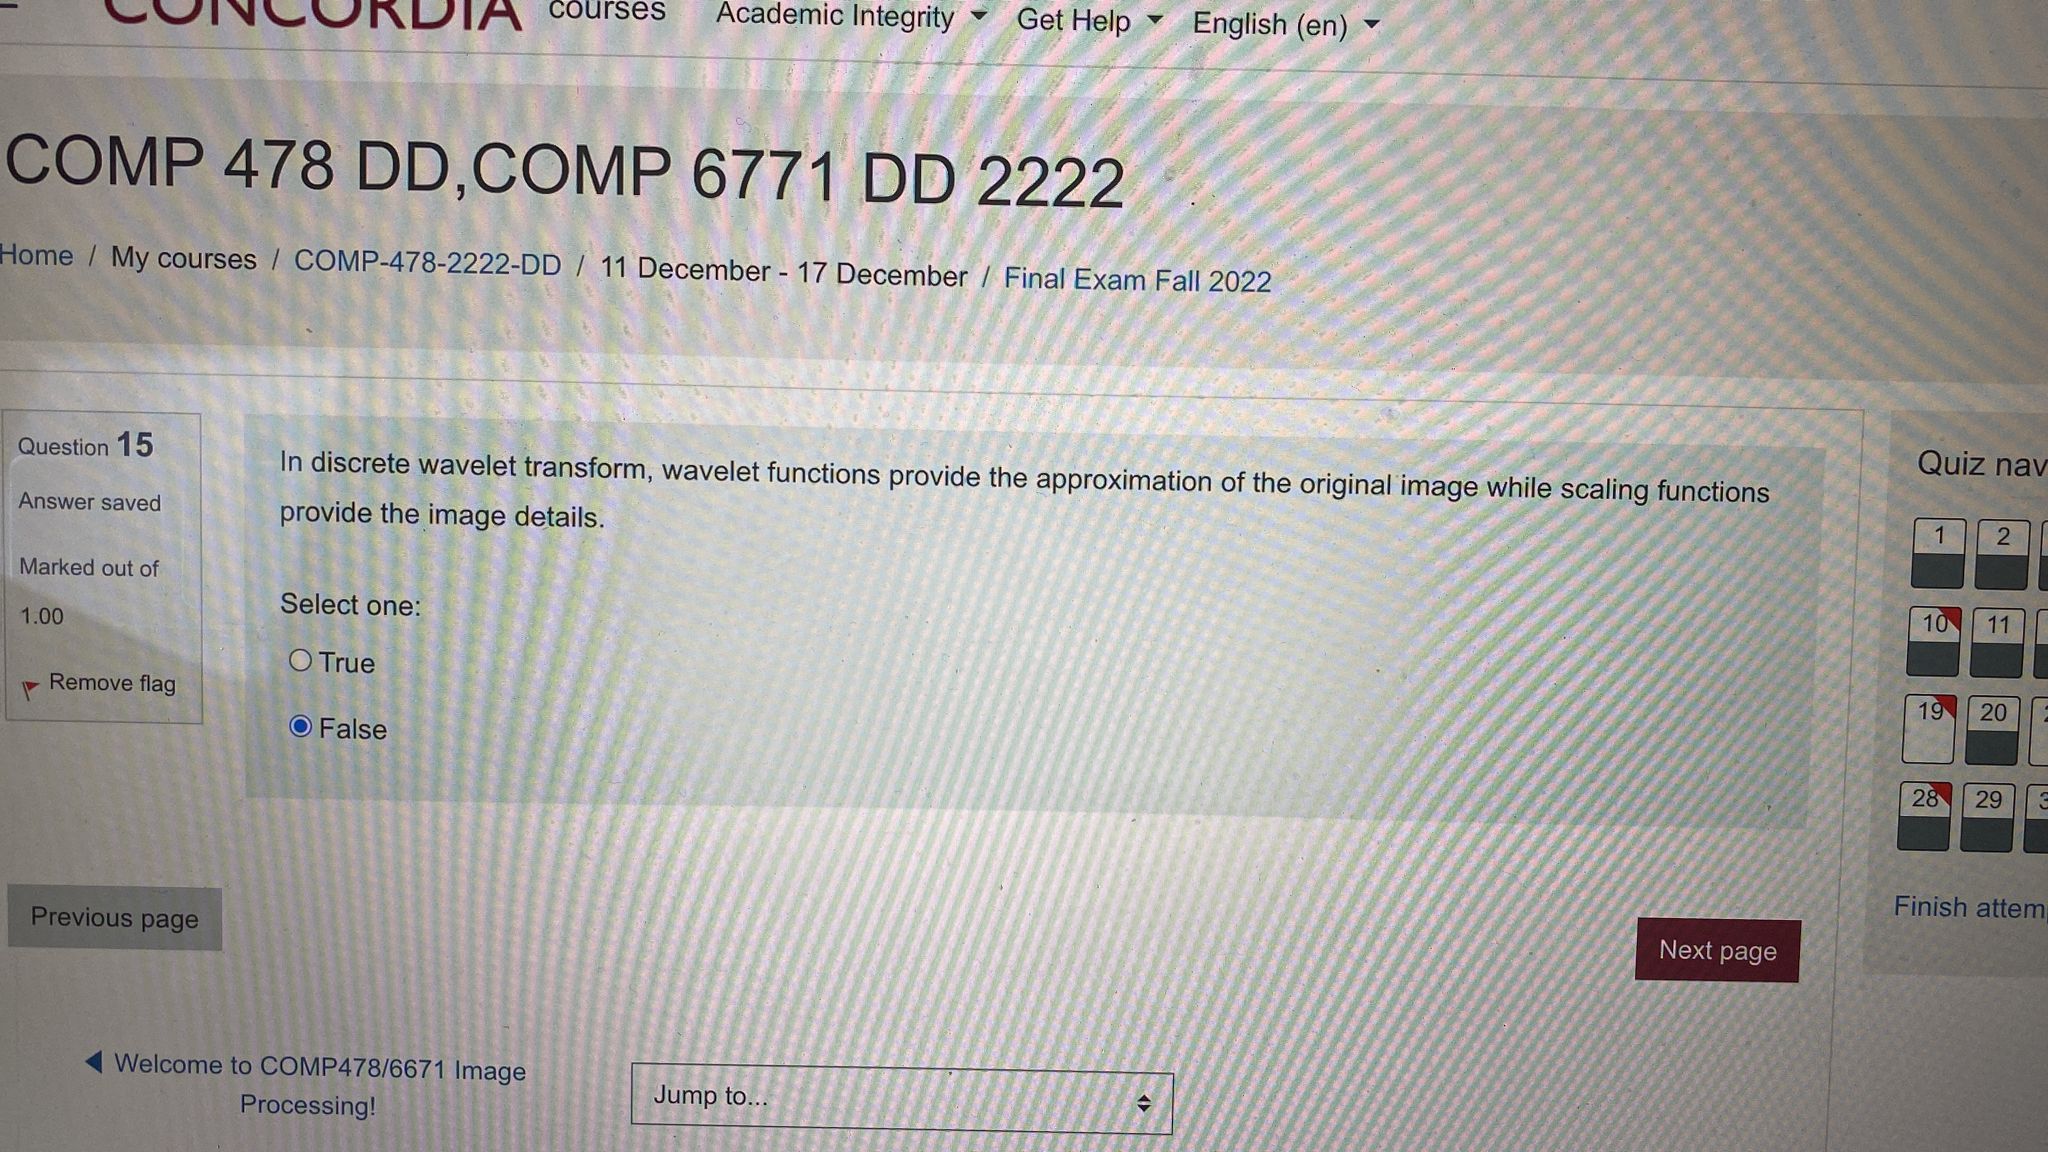 CONCORDIA courses Academic Integrity Get Help English (en)
COMP 478 DD,COMP 6771 DD 2222
Home / My courses / COMP-478-2222-DD / 11 December - 17 December / Final Exam Fall 2022
Question 15
Answer saved
Marked out of
1.00
Remove flag
In discrete wavelet transform, wavelet functions provide the approximation of the original image while scaling functions
provide the image details.
Select one:
True
False
Quiz nav
1 2
10 11
19 20
28 29
Finish attem
Previous page
Next page
Welcome to COMP478/6671 Image
Processing!
Jump to...